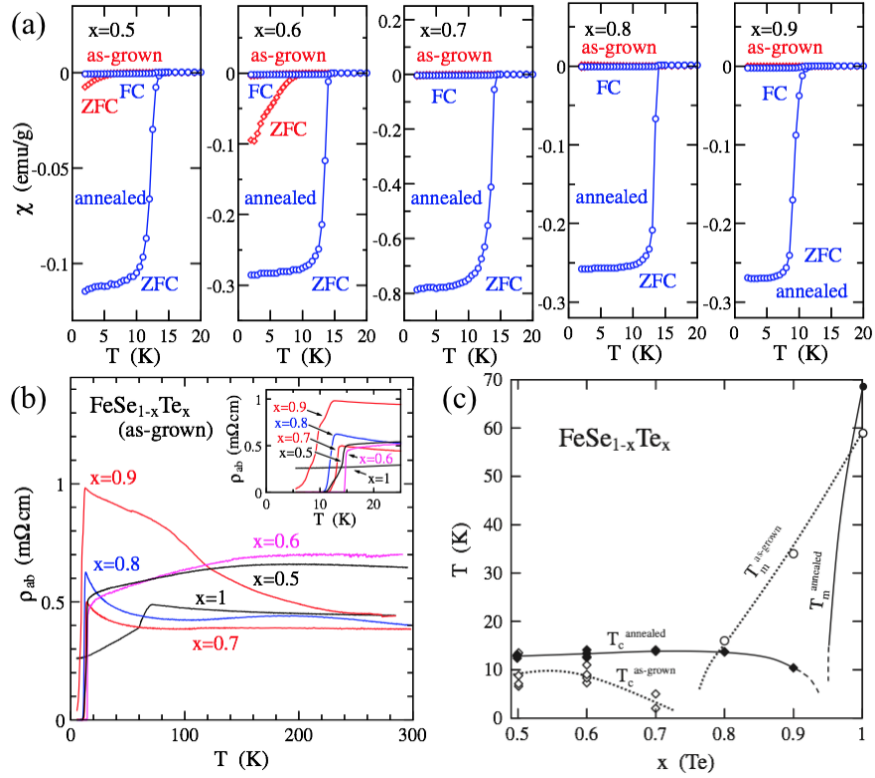 (a)
x=0.5
as-grown
FC
ZFC
annealed
ZFC
0
-0.05
-0.1
χ (emu/g)
0 5 10 15 20
T (K)
x=0.6
as-grown
FC
ZFC
annealed
ZFC
0
-0.1
-0.2
-0.3
0 5 10 15 20
T (K)
x=0.7
as-grown
FC
annealed
ZFC
0.2
0
-0.2
-0.4
-0.6
-0.8
0 5 10 15 20
T (K)
x=0.8
as-grown
FC
annealed
ZFC
0
-0.1
-0.2
-0.3
0 5 10 15 20
T (K)
x=0.9
as-grown
FC
ZFC
annealed
0
-0.1
-0.2
-0.3
0 5 10 15 20
T (K)
(b)
FeSe1-xTex
(as-grown)
x=0.9
x=0.8
x=0.6
x=0.5
x=1
x=0.7
1
0.5
0
ρab (mΩcm)
0 100 200 300
T (K)
x=0.9
x=0.8
x=0.7
x=0.5
x=0.6
x=1
1
0.5
0
ρab (mΩcm)
0 10 20
T (K)
(c)
FeSe1-xTex
Tm as-grown
Tm annealed
Tc annealed
Tc as-grown
70
60
50
40
30
20
10
0
T (K)
0.5 0.6 0.7 0.8 0.9 1
x (Te)